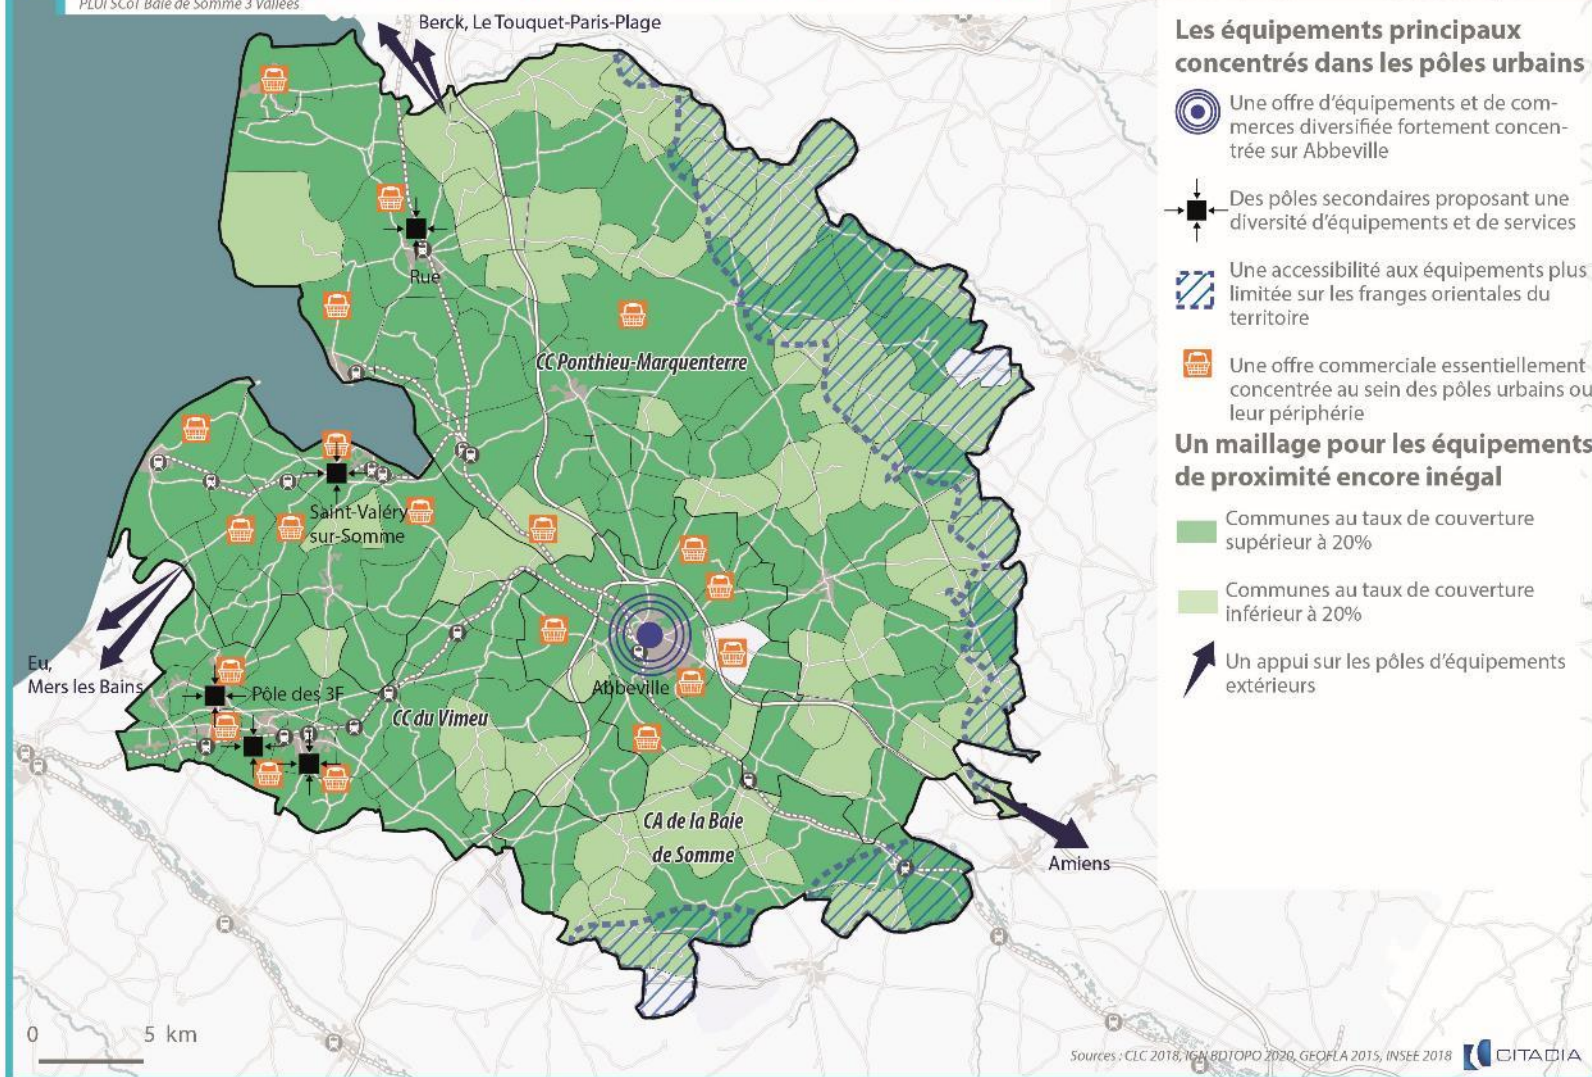 PLUi SCoT Baie de Somme 3 Vallées
Berck, Le Touquet-Paris-Plage
Rue
CC Ponthieu-Marquenterre
Saint-Valéry
sur-Somme
Eu,
Mers les Bains
Pôle des 3F
Abbeville
CC du Vimeu
CA de la Baie
de Somme
Amiens
0 5 km
Les équipements principaux
concentrés dans les pôles urbains
Une offre d'équipements et de com-
merces diversifiée fortement concen-
trée sur Abbeville
Des pôles secondaires proposant une
diversité d'équipements et de services
Une accessibilité aux équipements plus
limitée sur les franges orientales du
territoire
Une offre commerciale essentiellement
concentrée au sein des pôles urbains ou
leur périphérie
Un maillage pour les équipements
de proximité encore inégal
Communes au taux de couverture
supérieur à 20%
Communes au taux de couverture
inférieur à 20%
Un appui sur les pôles d'équipements
extérieurs
Sources : CLC 2018, IGN BDTOPO 2020, GEOFLA 2015, INSEE 2018
CITADIA